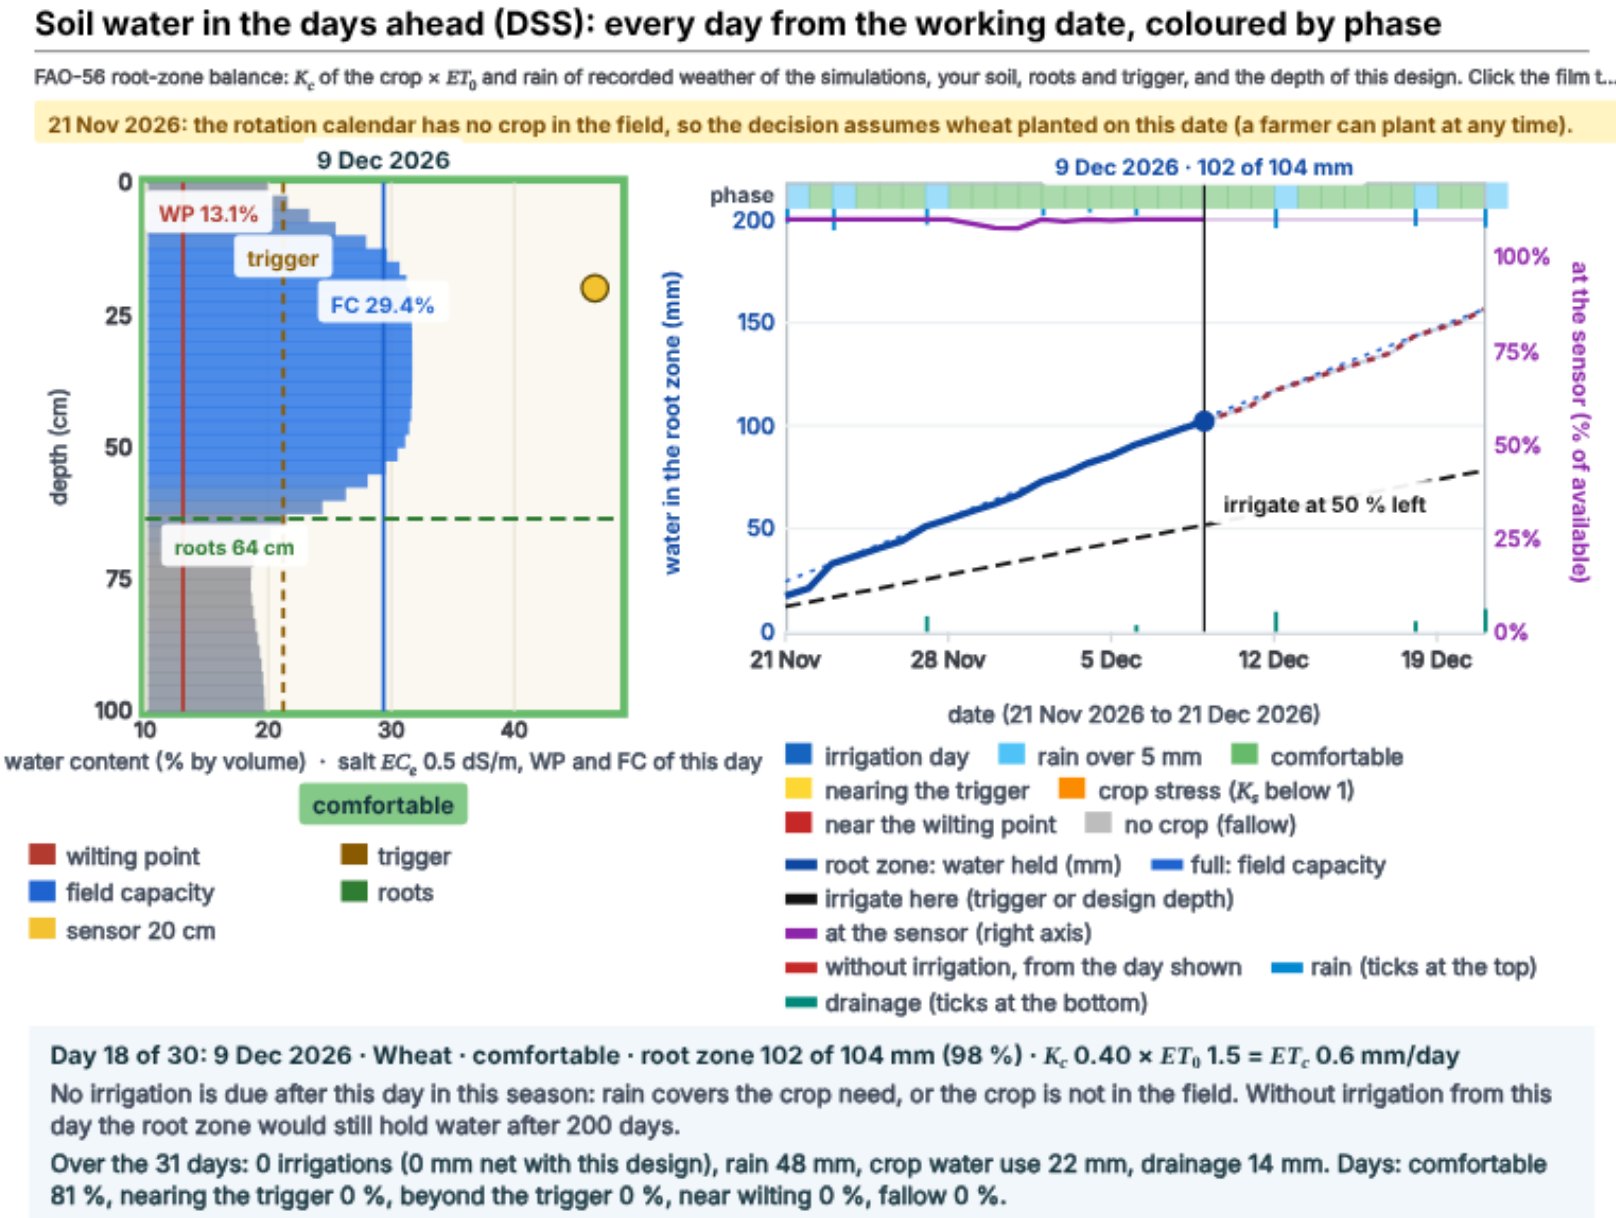 Soil water in the days ahead (DSS): every day from the working date, coloured by phase
FAO-56 root-zone balance: Kc of the crop × ET0 and rain of recorded weather of the simulations, your soil, roots and trigger, and the depth of this design. Click the film t...
21 Nov 2026: the rotation calendar has no crop in the field, so the decision assumes wheat planted on this date (a farmer can plant at any time).
9 Dec 2026
0
25
50
75
100
depth (cm)
WP 13.1%
trigger
FC 29.4%
roots 64 cm
10
20
30
40
water content (% by volume) · salt ECe 0.5 dS/m, WP and FC of this day
comfortable
wilting point
trigger
field capacity
roots
sensor 20 cm
9 Dec 2026 · 102 of 104 mm
phase
200
150
100
50
0
water in the root zone (mm)
100%
75%
50%
25%
0%
at the sensor (% of available)
irrigate at 50 % left
21 Nov
28 Nov
5 Dec
12 Dec
19 Dec
date (21 Nov 2026 to 21 Dec 2026)
irrigation day
rain over 5 mm
comfortable
nearing the trigger
crop stress (Ks below 1)
near the wilting point
no crop (fallow)
root zone: water held (mm)
full: field capacity
irrigate here (trigger or design depth)
at the sensor (right axis)
without irrigation, from the day shown
rain (ticks at the top)
drainage (ticks at the bottom)
Day 18 of 30: 9 Dec 2026 · Wheat · comfortable · root zone 102 of 104 mm (98 %) · Kc 0.40 × ET0 1.5 = ETc 0.6 mm/day
No irrigation is due after this day in this season: rain covers the crop need, or the crop is not in the field. Without irrigation from this
day the root zone would still hold water after 200 days.
Over the 31 days: 0 irrigations (0 mm net with this design), rain 48 mm, crop water use 22 mm, drainage 14 mm. Days: comfortable
81 %, nearing the trigger 0 %, beyond the trigger 0 %, near wilting 0 %, fallow 0 %.